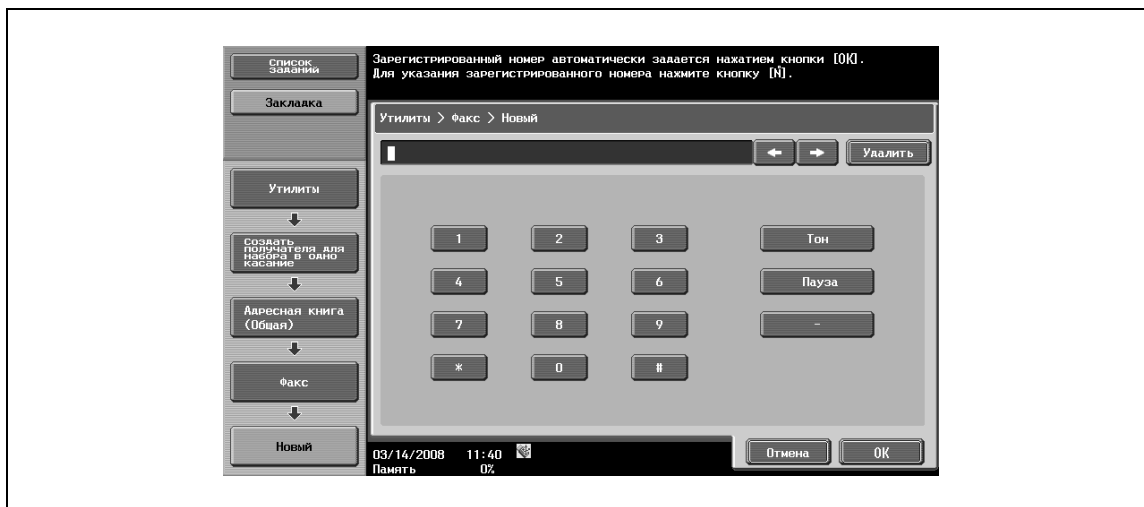 Список
заданий
Закладка
Утилиты
Создать
получателя для
набора в одно
касание
Адресная книга
(Общая)
Факс
Новый
Зарегистрированный номер автоматически задается нажатием кнопки [OK].
Для указания зарегистрированного номера нажмите кнопку [№].
Утилиты > Факс > Новый
Удалить
1 2 3 Тон
4 5 6 Пауза
7 8 9 -
* 0 #
03/14/2008 11:40
Память 0%
Отмена OK